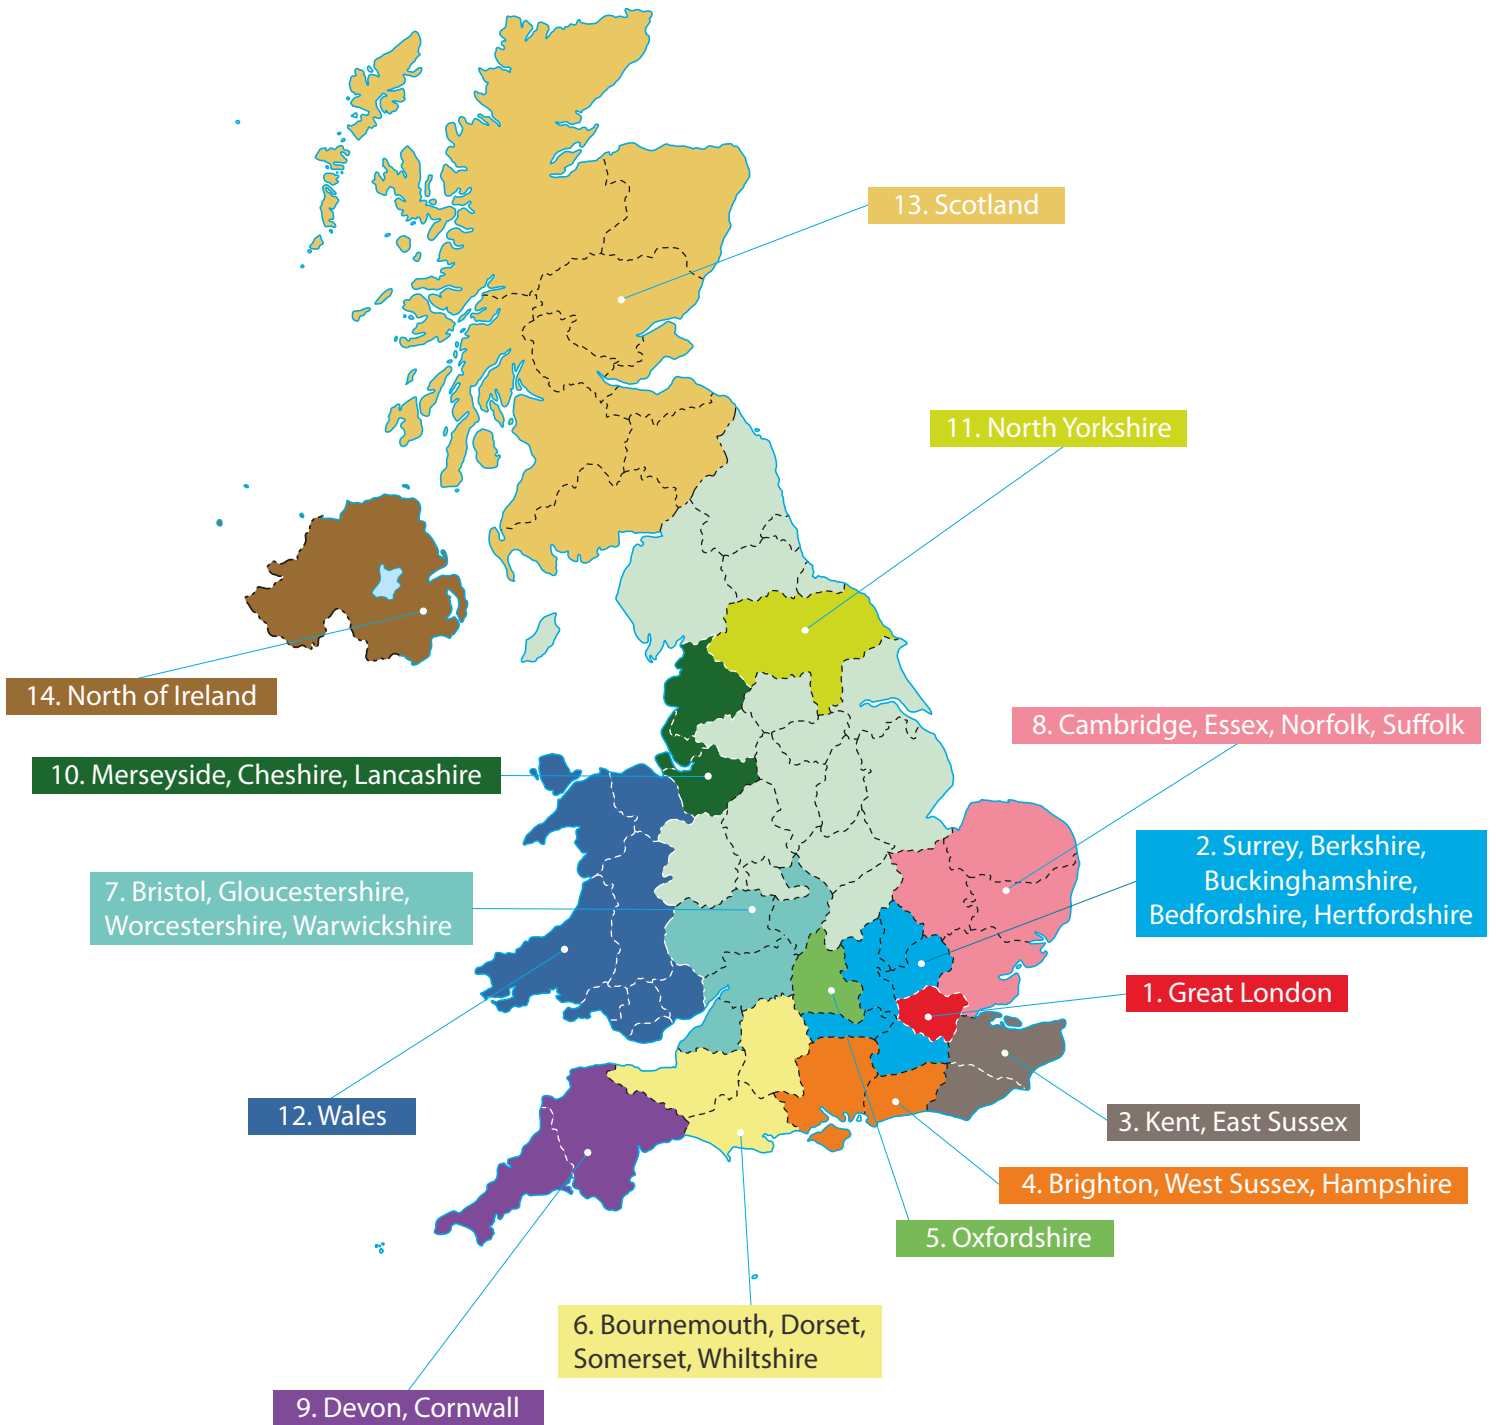 13. Scotland
11. North Yorkshire
14. North of Ireland
8. Cambridge, Essex, Norfolk, Suffolk
10. Merseyside, Cheshire, Lancashire
2. Surrey, Berkshire,
Buckinghamshire,
Bedfordshire, Hertfordshire
7. Bristol, Gloucestershire,
Worcestershire, Warwickshire
1. Great London
12. Wales
3. Kent, East Sussex
4. Brighton, West Sussex, Hampshire
5. Oxfordshire
6. Bournemouth, Dorset,
Somerset, Whiltshire
9. Devon, Cornwall